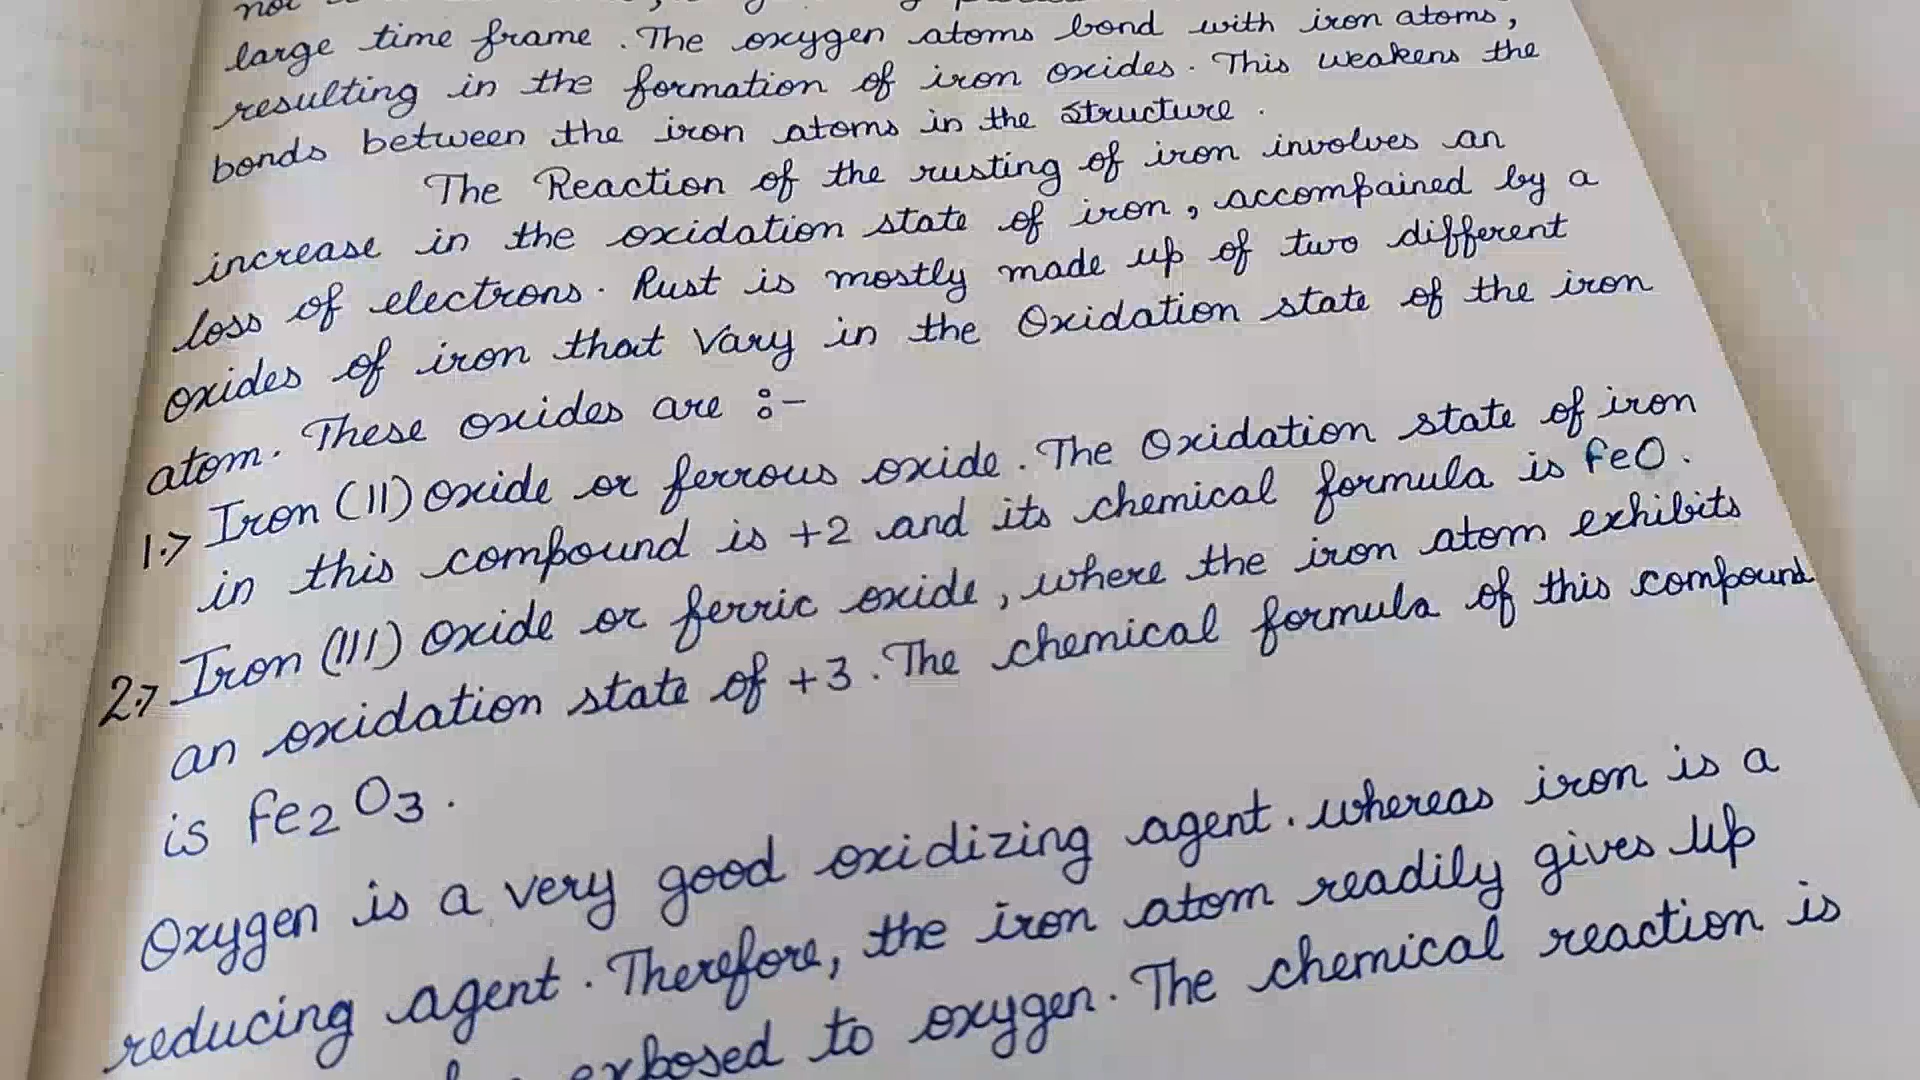 large time frame . The oxygen atoms bond with iron atoms ,
resulting in the formation of iron oxides . This weakens the
bonds between the iron atoms in the structure .
The Reaction of the rusting of iron involves an
increase in the oxidation state of iron , accompained by a
loss of electrons . Rust is mostly made up of two different
oxides of iron that vary in the Oxidation state of the iron
atom . These oxides are :-
1.> Iron (II) oxide or ferrous oxide . The Oxidation state of iron
in this compound is +2 and its chemical formula is FeO .
2.> Iron (III) oxide or ferric oxide , where the iron atom exhibits
an oxidation state of +3 . The chemical formula of this compound
is Fe2O3 .
Oxygen is a very good oxidizing agent . whereas iron is a
reducing agent . Therefore , the iron atom readily gives up
exposed to oxygen . The chemical reaction is